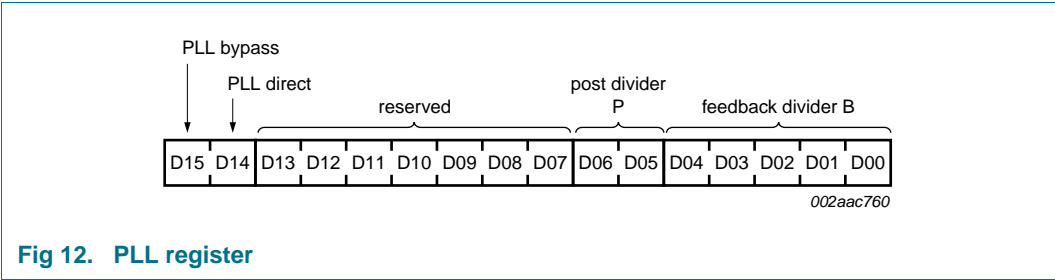 PLL bypass
PLL direct
reserved
post divider
P
feedback divider B
D15 D14 D13 D12 D11 D10 D09 D08 D07 D06 D05 D04 D03 D02 D01 D00
002aac760
Fig 12. PLL register